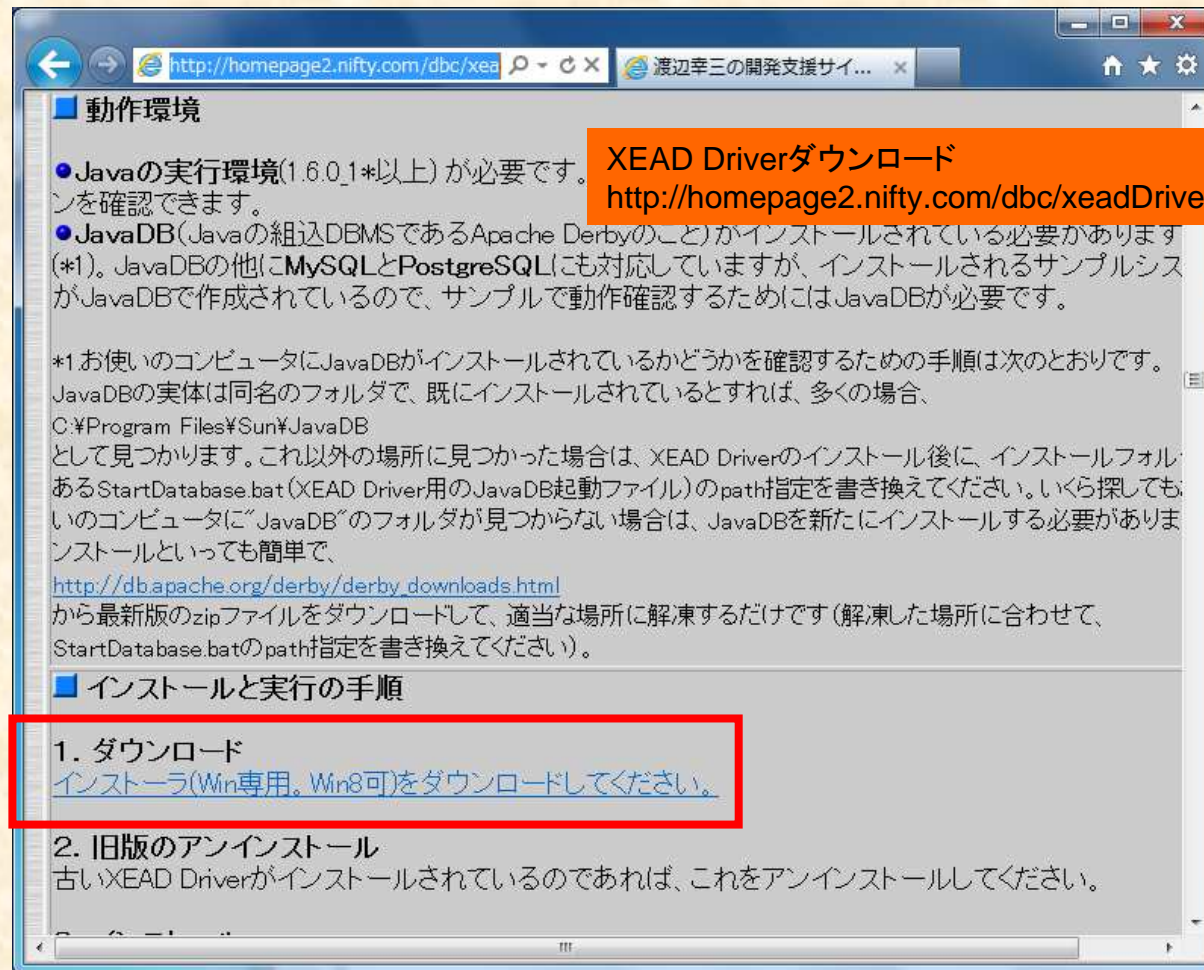 http://homepage2.nifty.com/dbc/xea
渡辺幸三の開発支援サイ...
動作環境
XEAD Driverダウンロード
http://homepage2.nifty.com/dbc/xeadDrive
●Javaの実行環境(1.6.0_1*以上) が必要です。
ンを確認できます。
●JavaDB(Javaの組込DBMSであるApache Derbyのこと)がインストールされている必要があります
(*1)。JavaDBの他にMySQLとPostgreSQLにも対応していますが、インストールされるサンプルシス
がJavaDBで作成されているので、サンプルで動作確認するためにはJavaDBが必要です。
*1.お使いのコンピュータにJavaDBがインストールされているかどうかを確認するための手順は次のとおりです。
JavaDBの実体は同名のフォルダで、既にインストールされているとすれば、多くの場合、
C:¥Program Files¥Sun¥JavaDB
として見つかります。これ以外の場所に見つかった場合は、XEAD Driverのインストール後に、インストールフォル
あるStartDatabase.bat(XEAD Driver用のJavaDB起動ファイル)のpath指定を書き換えてください。いくら探しても
いのコンピュータに"JavaDB"のフォルダが見つからない場合は、JavaDBを新たにインストールする必要がありま
ンストールといっても簡単で、
http://db.apache.org/derby/derby_downloads.html
から最新版のzipファイルをダウンロードして、適当な場所に解凍するだけです(解凍した場所に合わせて、
StartDatabase.batのpath指定を書き換えてください)。
インストールと実行の手順
1. ダウンロード
インストーラ(Win専用。Win8可)をダウンロードしてください。
2. 旧版のアンインストール
古いXEAD Driverがインストールされているのであれば、これをアンインストールしてください。